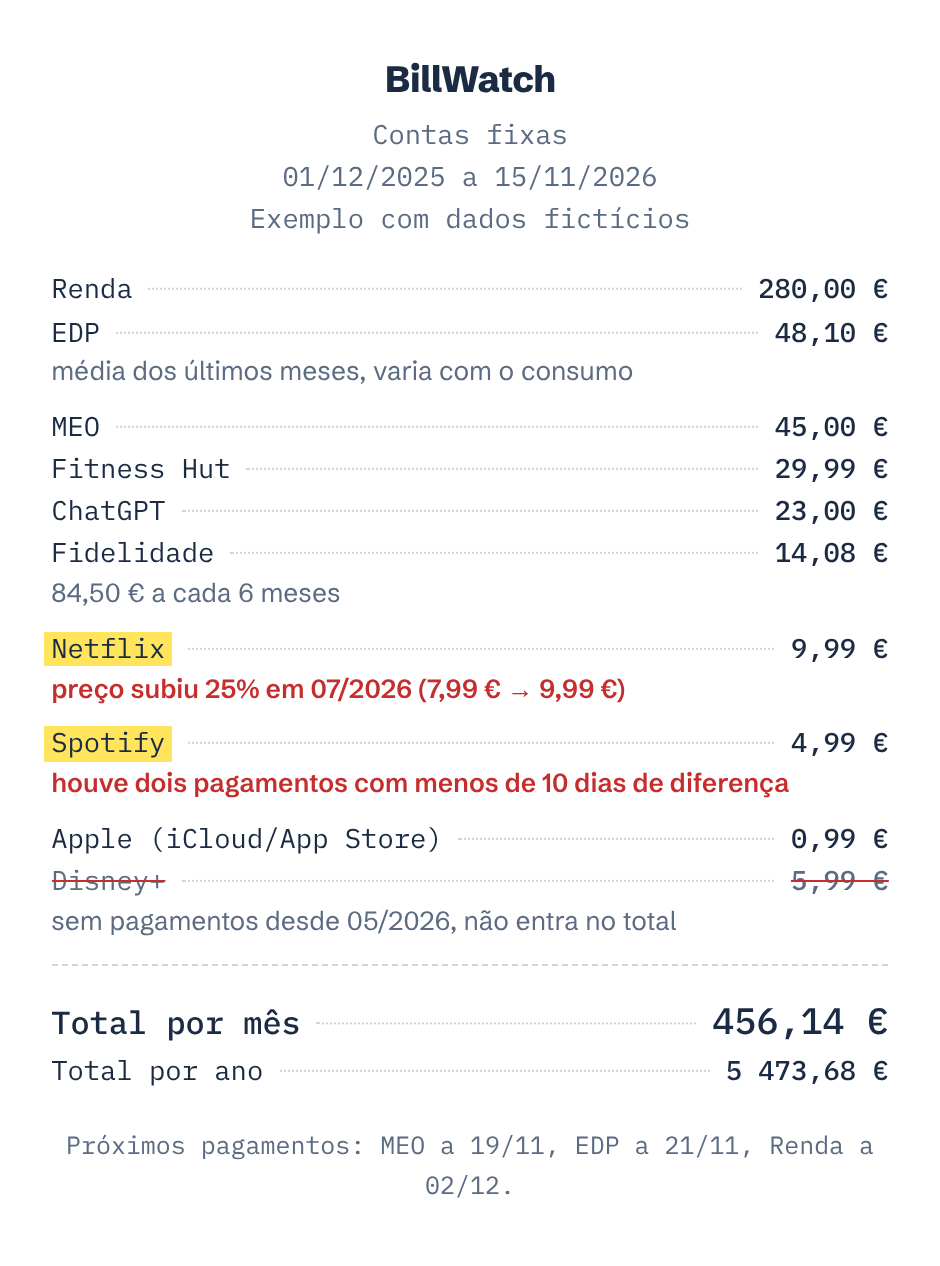 BillWatch
Contas fixas
01/12/2025 a 15/11/2026
Exemplo com dados fictícios
Renda 280,00 €
EDP 48,10 €
média dos últimos meses, varia com o consumo
MEO 45,00 €
Fitness Hut 29,99 €
ChatGPT 23,00 €
Fidelidade 14,08 €
84,50 € a cada 6 meses
Netflix 9,99 €
preço subiu 25% em 07/2026 (7,99 € → 9,99 €)
Spotify 4,99 €
houve dois pagamentos com menos de 10 dias de diferença
Apple (iCloud/App Store) 0,99 €
Disney+ 5,99 €
sem pagamentos desde 05/2026, não entra no total
Total por mês 456,14 €
Total por ano 5 473,68 €
Próximos pagamentos: MEO a 19/11, EDP a 21/11, Renda a
02/12.